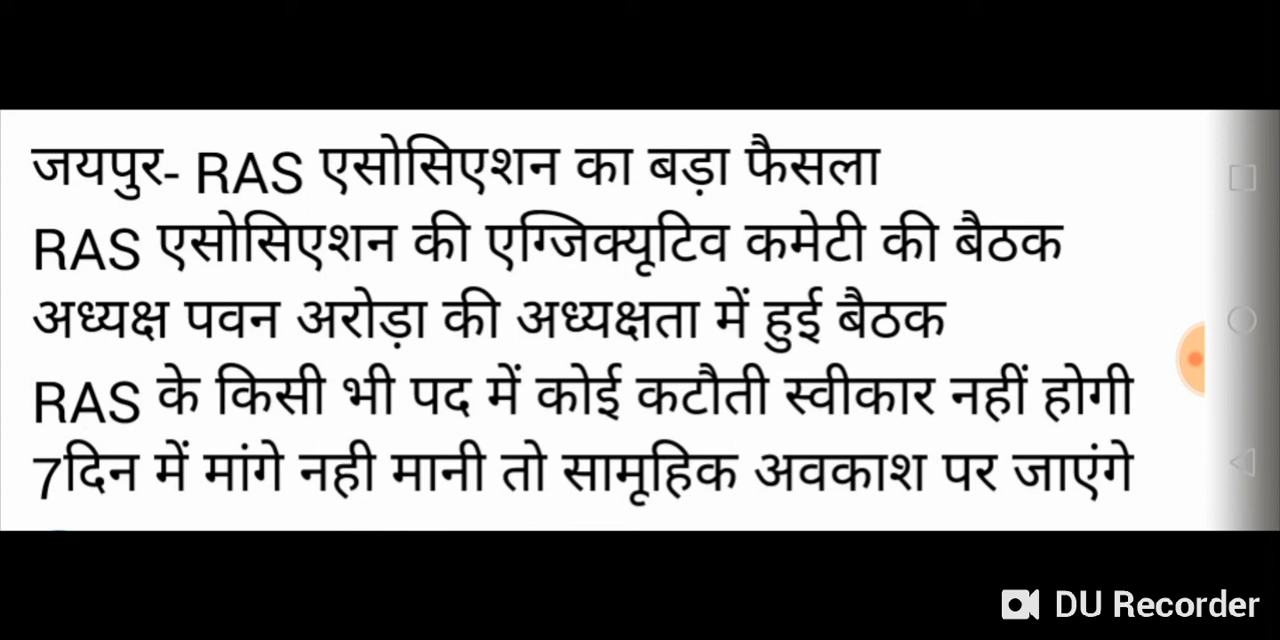 जयपुर- RAS एसोसिएशन का बड़ा फैसला
RAS एसोसिएशन की एग्जिक्यूटिव कमेटी की बैठक
अध्यक्ष पवन अरोड़ा की अध्यक्षता में हुई बैठक
RAS के किसी भी पद में कोई कटौती स्वीकार नहीं होगी
7दिन में मांगे नही मानी तो सामूहिक अवकाश पर जाएंगे
DU Recorder